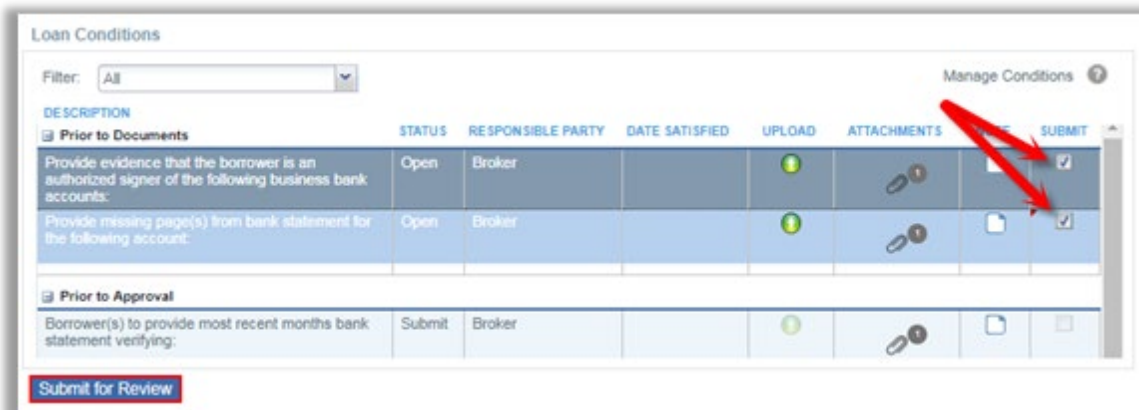 Loan Conditions
Filter: All
Manage Conditions ?
DESCRIPTION
Prior to Documents STATUS RESPONSIBLE PARTY DATE SATISFIED UPLOAD ATTACHMENTS SUBMIT
Provide evidence that the borrower is an Open Broker
authorized signer of the following business bank 1
accounts:
Provide missing page(s) from bank statement for Open Broker
the following account: 1
Prior to Approval
Borrower(s) to provide most recent months bank Submit Broker
statement verifying: 1
Submit for Review